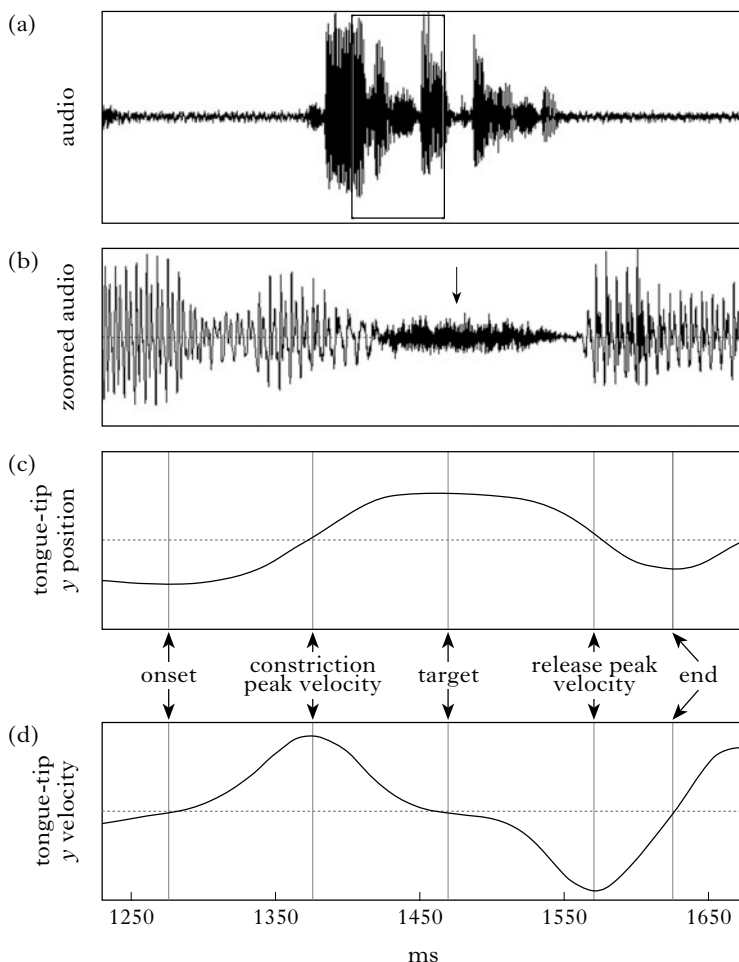 (a)
audio
(b)
zoomed audio
(c)
tongue-tip
y position
onset
constriction
peak velocity
target
release peak
velocity
end
(d)
tongue-tip
y velocity
1250 1350 1450 1550 1650
ms